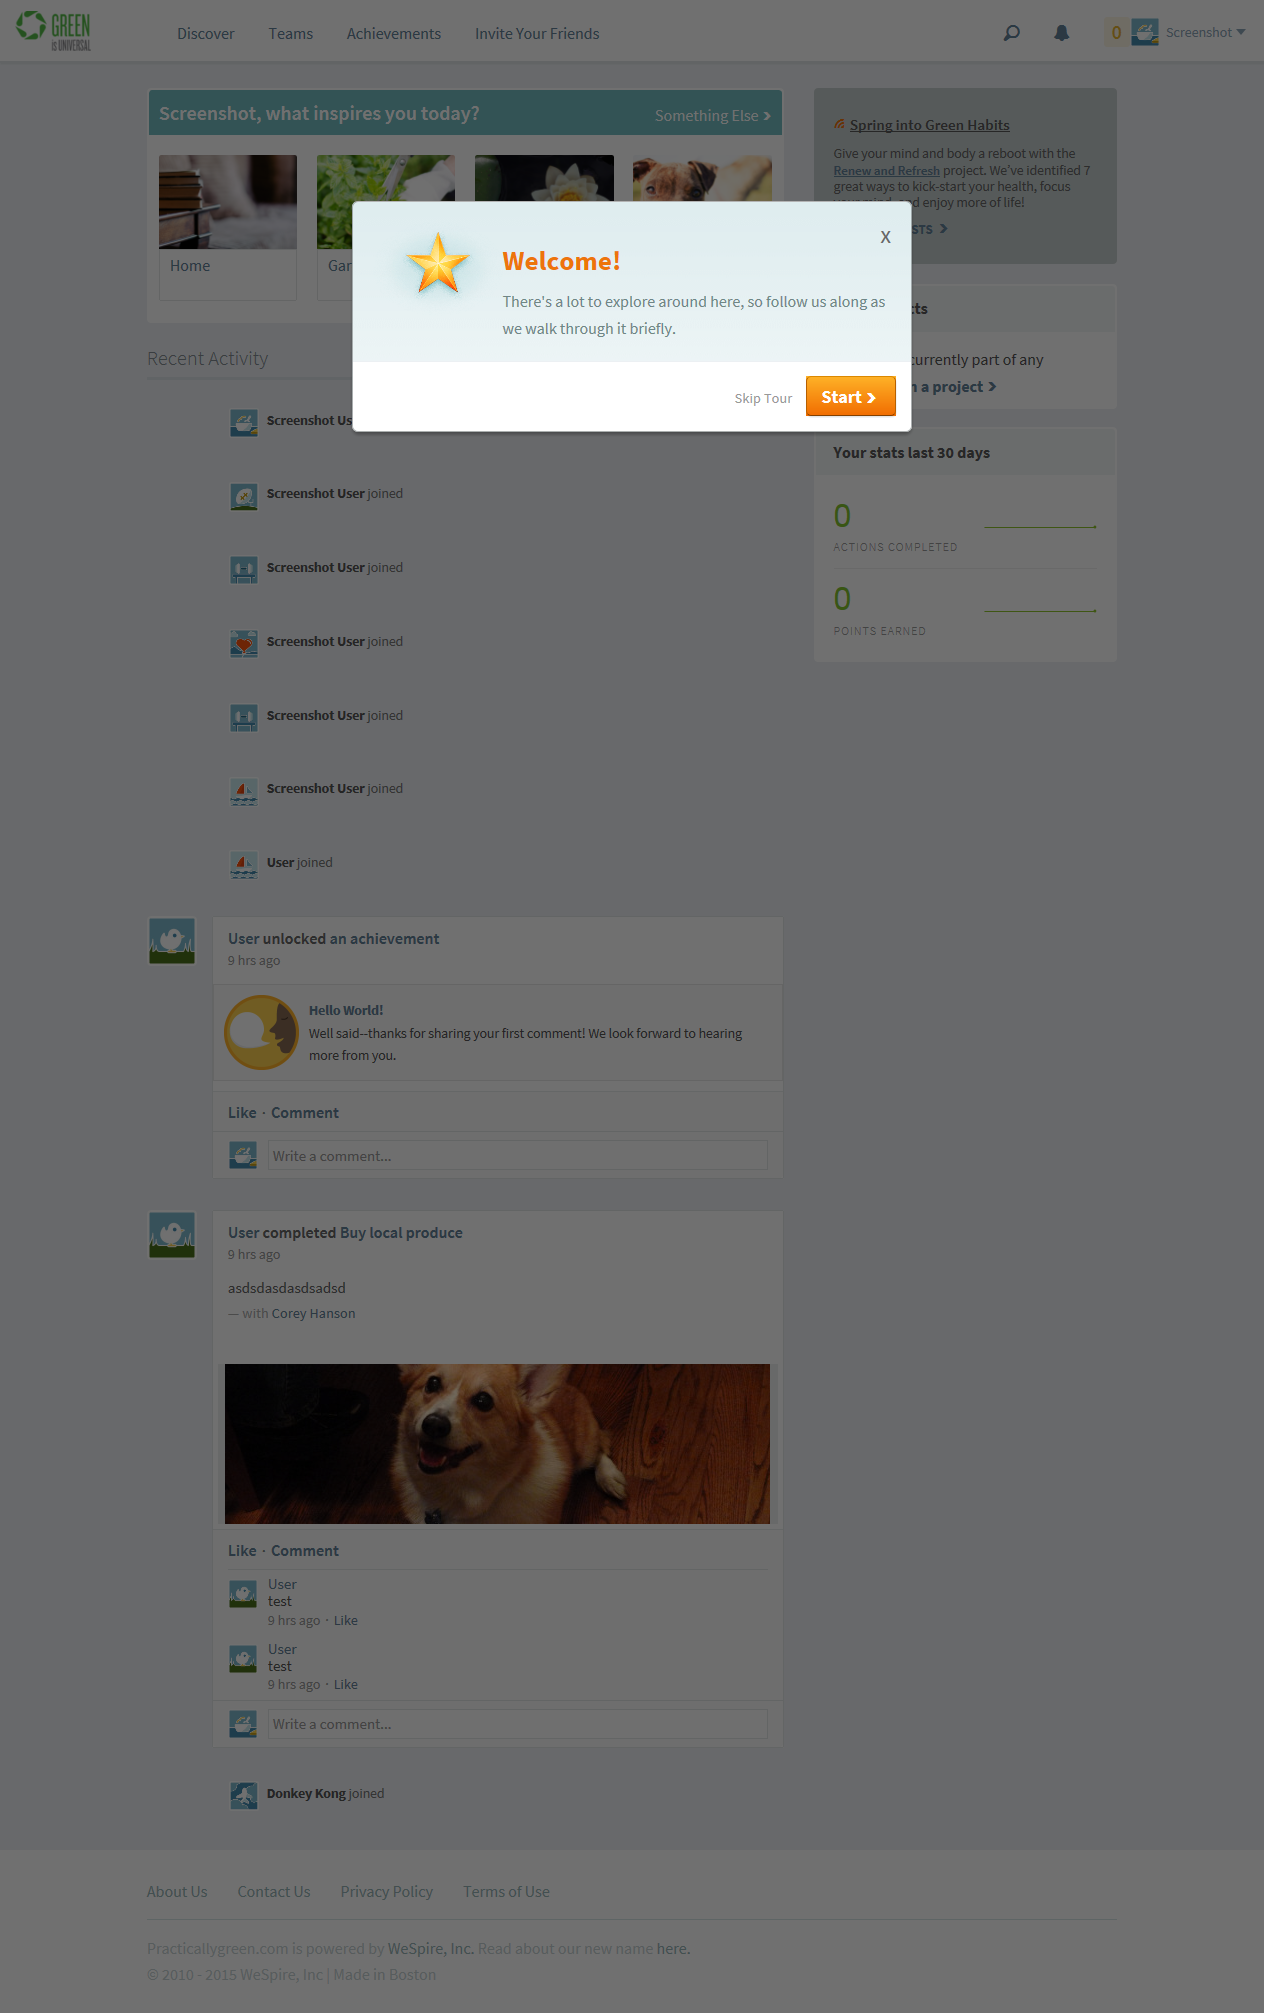 GREEN
is UNIVERSAL
Discover
Teams
Achievements
Invite Your Friends
0
Screenshot
Screenshot, what inspires you today?
Something Else
Home
Gar
Spring into Green Habits
Give your mind and body a reboot with the
Renew and Refresh project. We've identified 7
great ways to kick-start your health, focus
and enjoy more of life!
STS
Welcome!
X
There's a lot to explore around here, so follow us along as
we walk through it briefly.
Skip Tour
Start
cts
currently part of any
n a project
Recent Activity
Screenshot Us
Screenshot User joined
Screenshot User joined
Screenshot User joined
Screenshot User joined
Screenshot User joined
User joined
Your stats last 30 days
0
ACTIONS COMPLETED
0
POINTS EARNED
User unlocked an achievement
9 hrs ago
Hello World!
Well said--thanks for sharing your first comment! We look forward to hearing
more from you.
Like · Comment
Write a comment...
User completed Buy local produce
9 hrs ago
asdsdasdasdsadsd
— with Corey Hanson
Like · Comment
User
test
9 hrs ago · Like
User
test
9 hrs ago · Like
Write a comment...
Donkey Kong joined
About Us
Contact Us
Privacy Policy
Terms of Use
Practicallygreen.com is powered by WeSpire, Inc. Read about our new name here.
© 2010 - 2015 WeSpire, Inc | Made in Boston